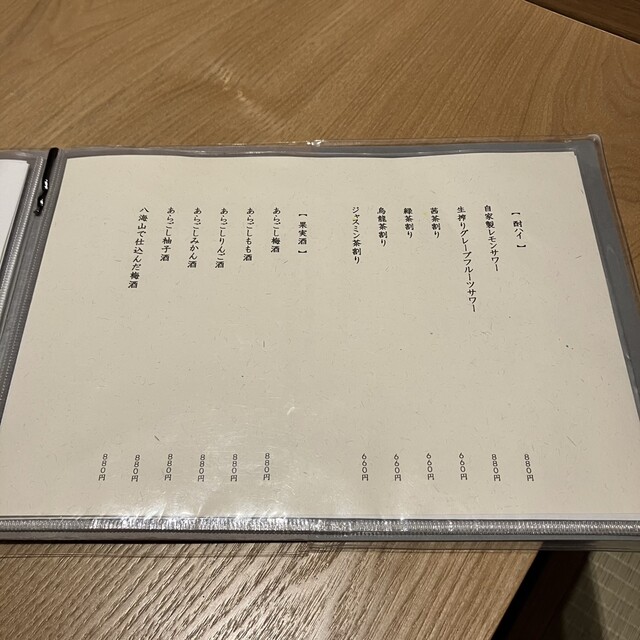 【酎ハイ】
自家製レモンサワー 880円
生搾りグレープフルーツサワー 880円
茜茶割り 660円
緑茶割り 660円
烏龍茶割り 660円
ジャスミン茶割り 660円
【果実酒】
あらごし梅酒 880円
あらごしもも酒 880円
あらごしりんご酒 880円
あらごしみかん酒 880円
あらごし柚子酒 880円
八海山で仕込んだ梅酒 880円